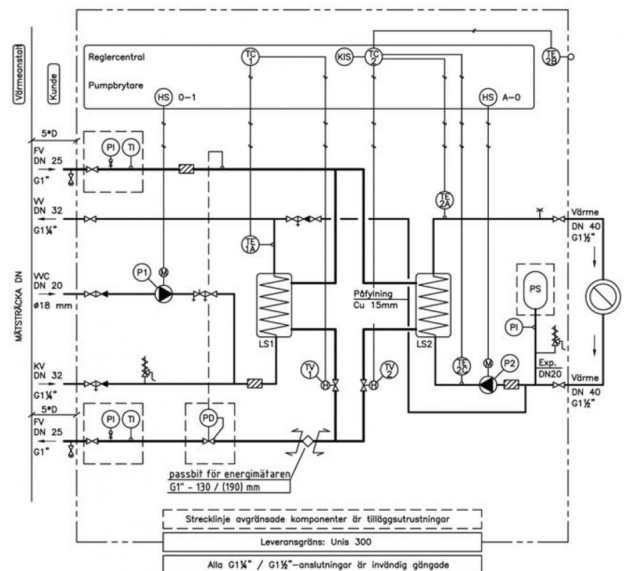 Värmeanstalt
Kunde
MÄTSTRÄCKA DN
Reglercentral
Pumpbrytare
TC
1
KIS
TC
2
TE
2B
HS
0-1
HS
A-0
5*D
FV
DN 25
G1"
PI
TI
VV
DN 32
G1¼"
TE
1A
TE
2A
Värme
DN 40
G1½"
VVC
DN 20
ø18 mm
P1
M
LS1
Påfylning
Cu 15mm
LS2
PS
PI
KV
DN 32
G1¼"
TV
1
M
M
TV
2
TE
2C
M
P2
Exp.
DN20
Värme
DN 40
G1½"
5*D
FV
DN 25
G1"
PI
TI
PD
passbit för energimätaren
G1" - 130 / (190) mm
Strecklinje avgränsade komponenter är tilläggsutrustningar
Leveransgräns: Unis 300
Alla G1¼" / G1½"-anslutningar är invändig gängade